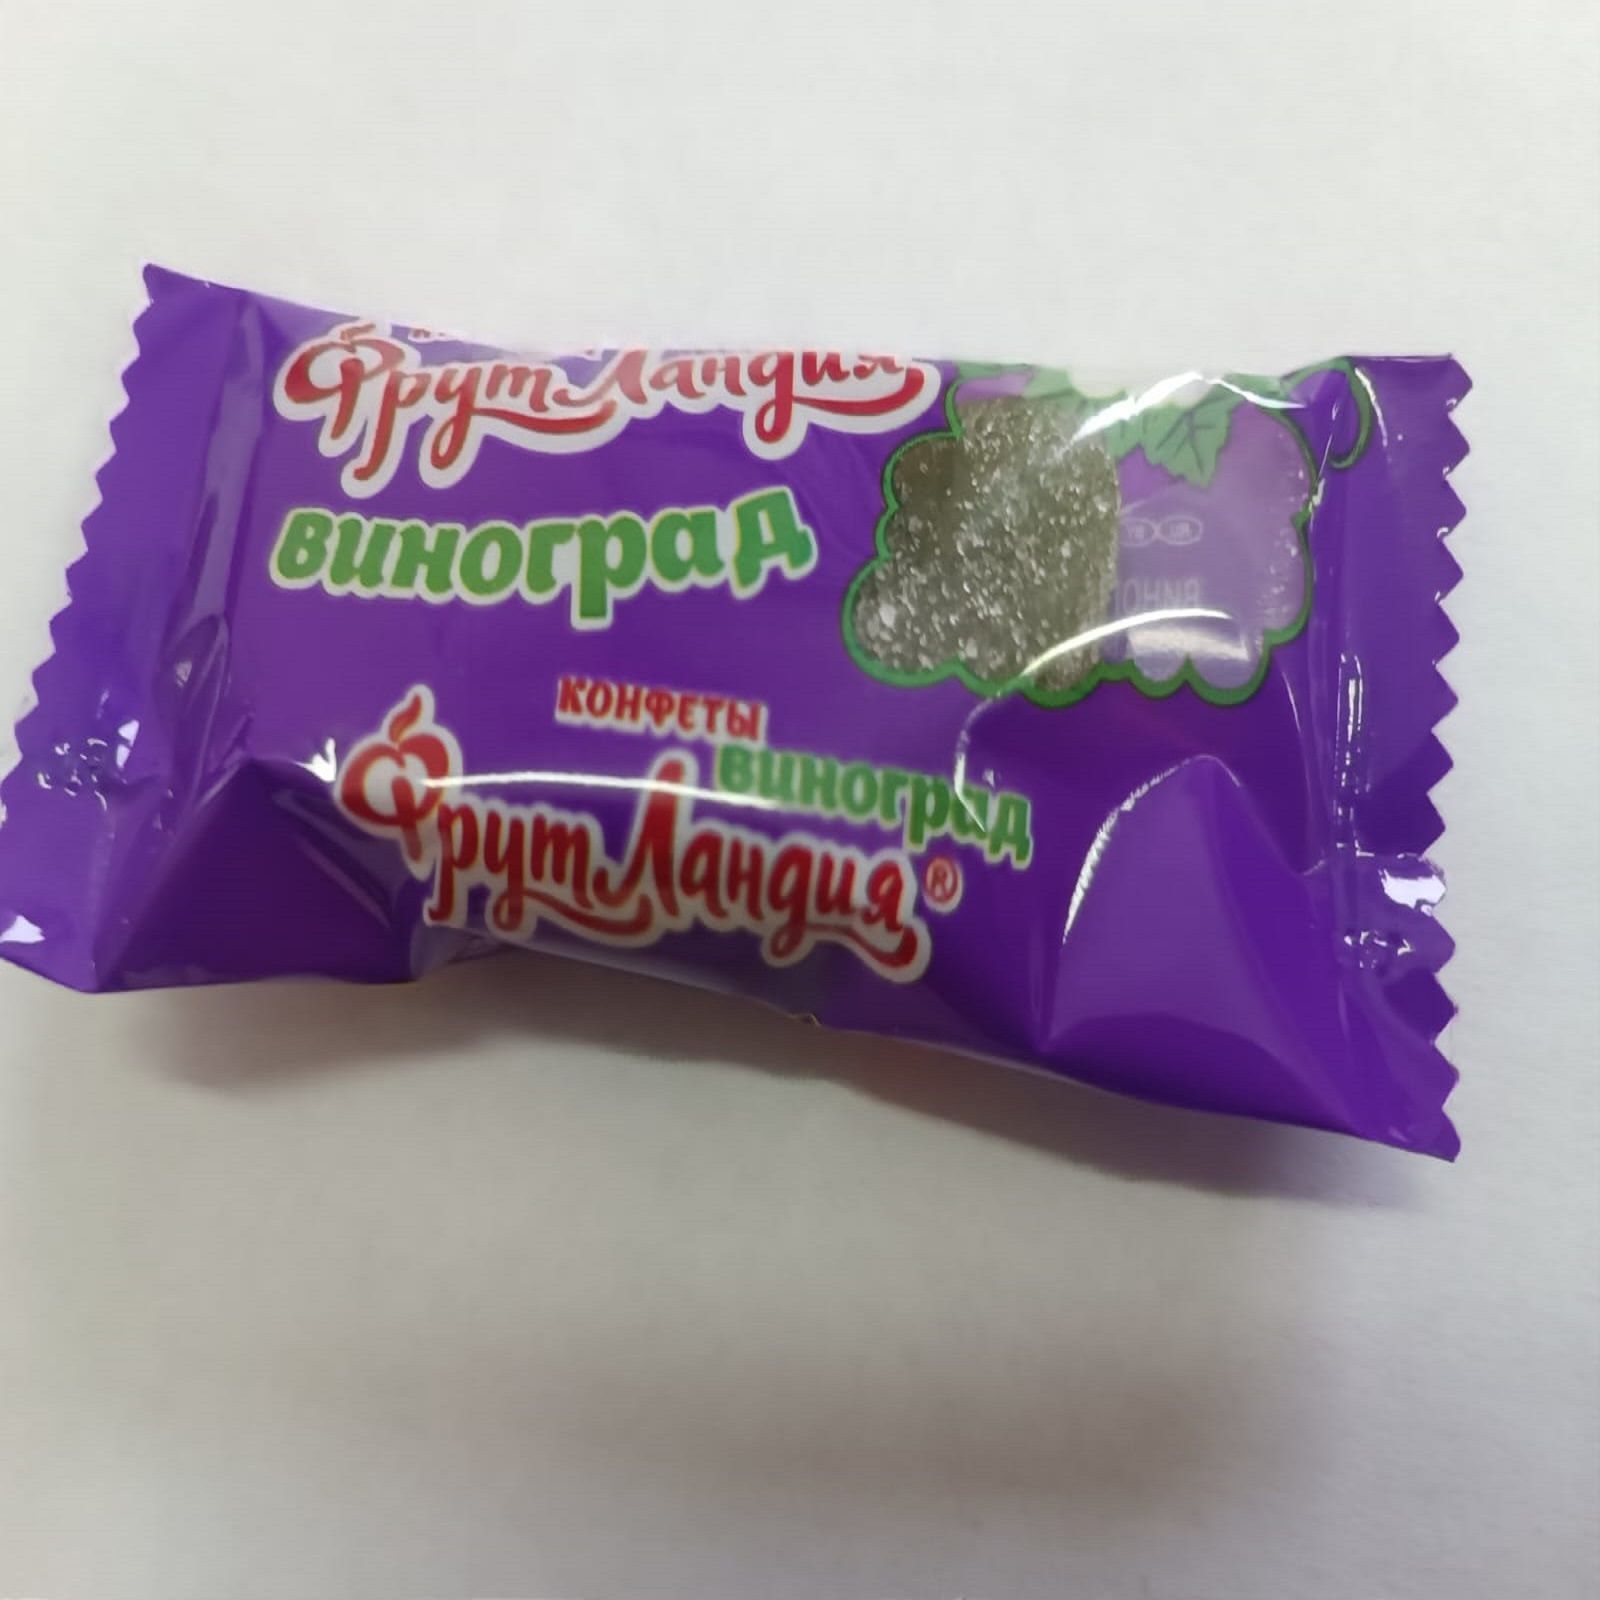 ФрутЛандия
виноград
конфеты
виноград
ФрутЛандия®